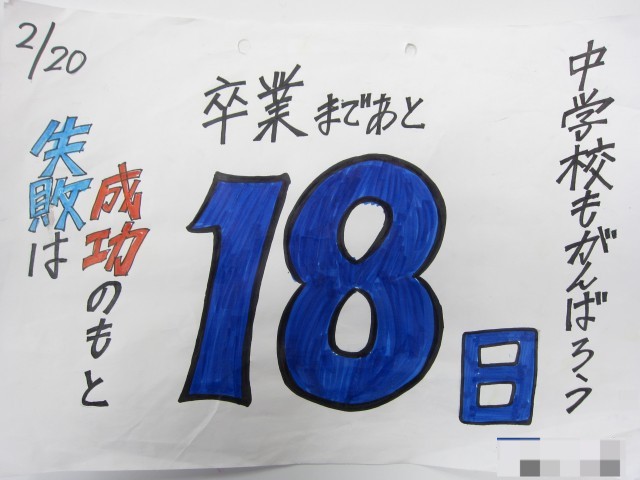 2/20
卒業まであと
18日
中学校もがんばろう
失敗は
成功のもと